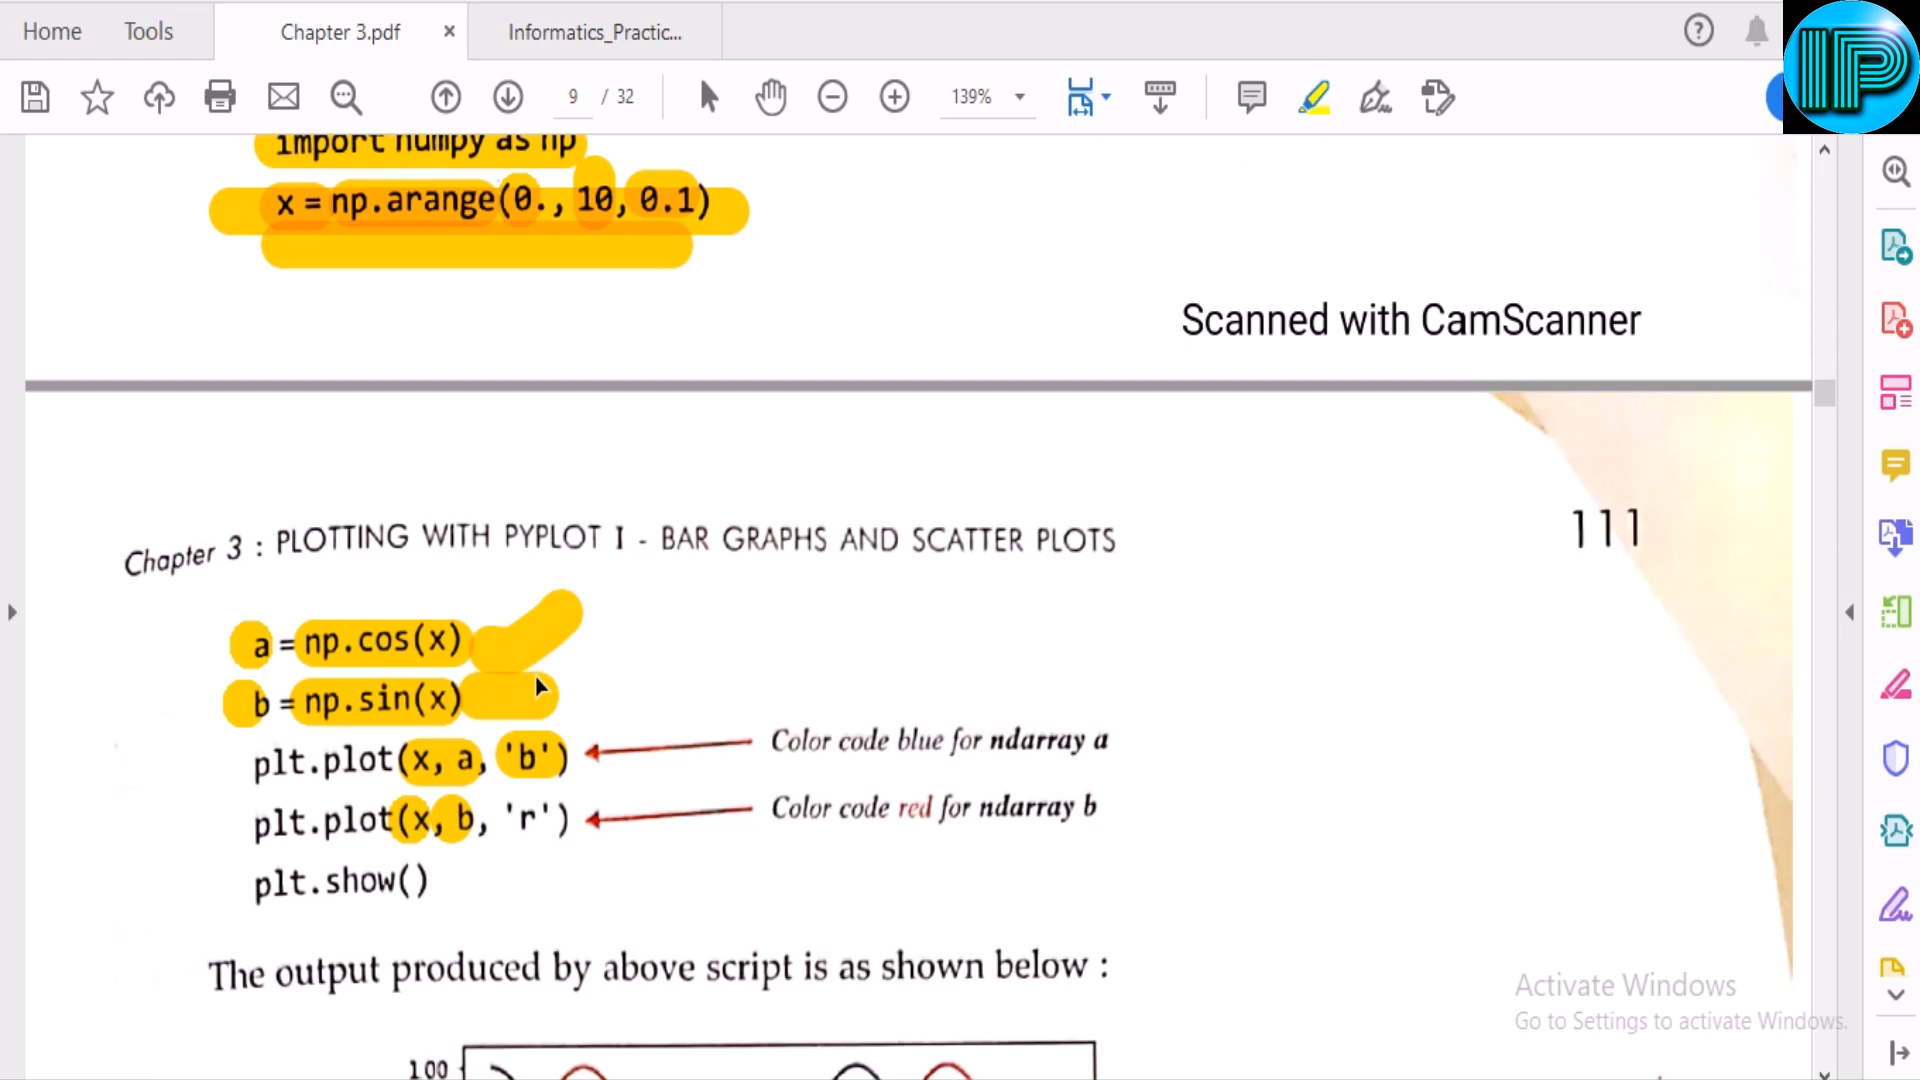 Home Tools Chapter 3.pdf × Informatics_Practic...
9 / 32 139%
IP
import numpy as np
x = np.arange(0., 10, 0.1)
Scanned with CamScanner
Chapter 3 : PLOTTING WITH PYPLOT I - BAR GRAPHS AND SCATTER PLOTS 111
a = np.cos(x)
b = np.sin(x)
plt.plot(x, a, 'b') Color code blue for ndarray a
plt.plot(x, b, 'r') Color code red for ndarray b
plt.show()
The output produced by above script is as shown below :
Activate Windows
Go to Settings to activate Windows.
100